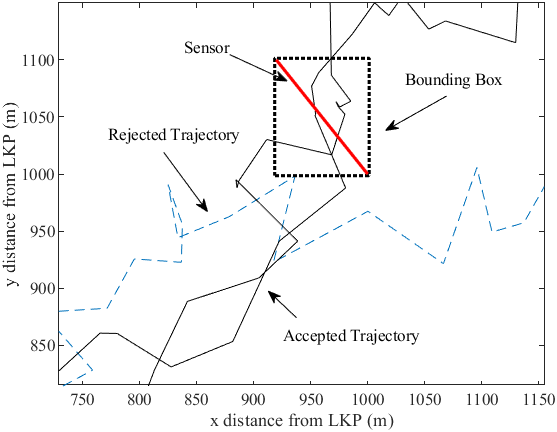 1100
1050
1000
950
900
850
y distance from LKP (m)
Sensor
Bounding Box
Rejected Trajectory
Accepted Trajectory
750 800 850 900 950 1000 1050 1100 1150
x distance from LKP (m)